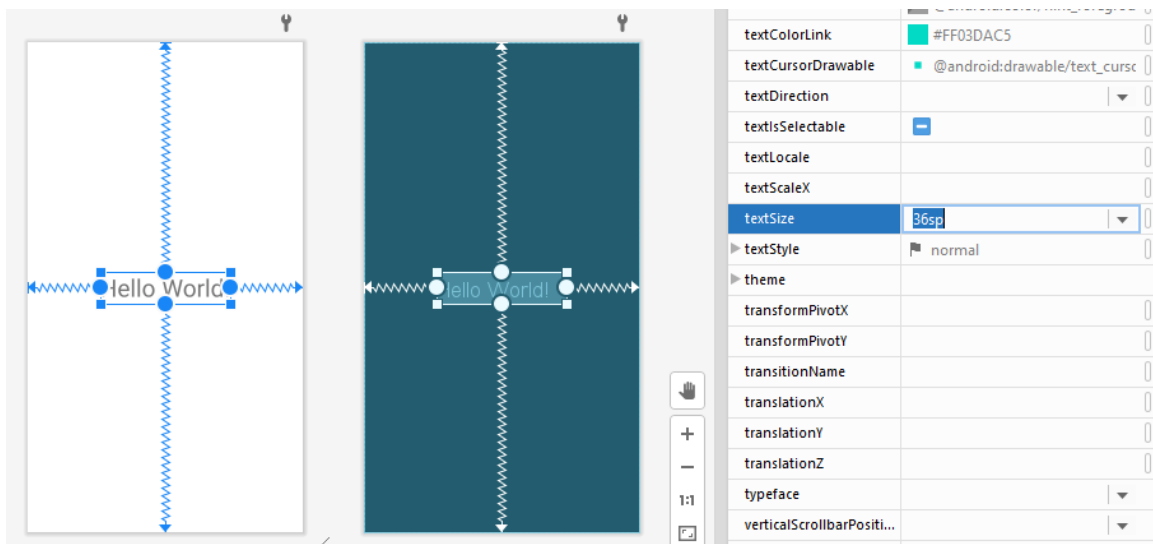 Hello World!
Hello World!
1:1
textColorLink #FF03DAC5
textCursorDrawable @android:drawable/text_cursc
textDirection
textIsSelectable
textLocale
textScaleX
textSize 36sp
textStyle normal
theme
transformPivotX
transformPivotY
transitionName
translationX
translationY
translationZ
typeface
verticalScrollbarPositi...